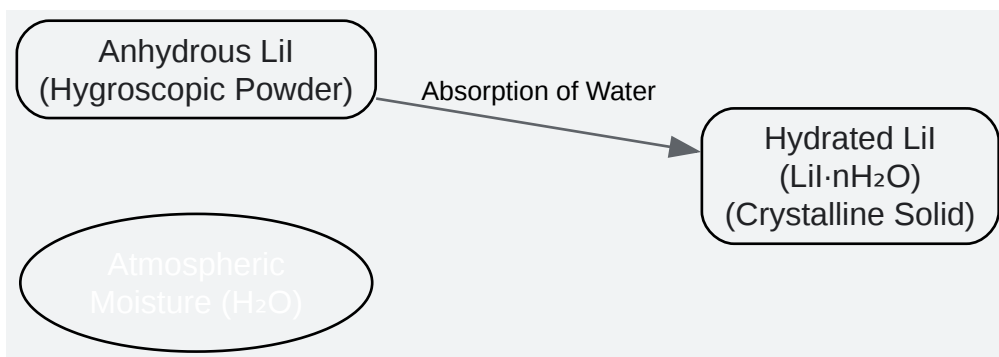 Anhydrous LiI
(Hygroscopic Powder)
Absorption of Water
Hydrated LiI
(LiI·nH₂O)
(Crystalline Solid)
Atmospheric
Moisture (H₂O)